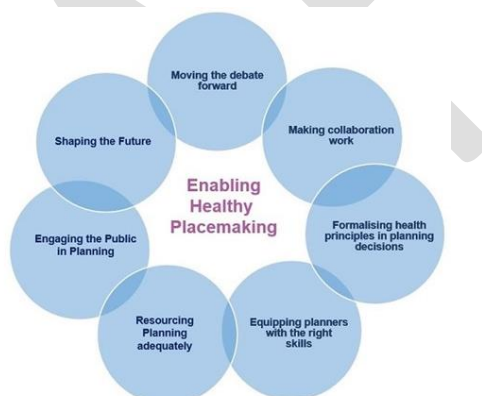 Moving the debate
forward
Making collaboration
work
Formalising health
principles in planning
decisions
Equipping planners
with the right
skills
Resourcing
Planning
adequately
Engaging the Public
in Planning
Shaping the Future
Enabling
Healthy
Placemaking